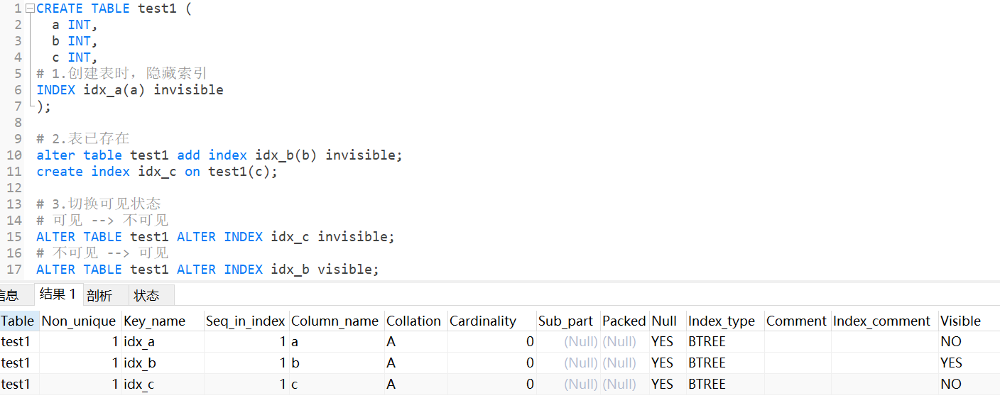 1 CREATE TABLE test1 (
2 a INT,
3 b INT,
4 c INT,
5 # 1.创建表时，隐藏索引
6 INDEX idx_a(a) invisible
7 );
8
9 # 2.表已存在
10 alter table test1 add index idx_b(b) invisible;
11 create index idx_c on test1(c);
12
13 # 3.切换可见状态
14 # 可见 --> 不可见
15 ALTER TABLE test1 ALTER INDEX idx_c invisible;
16 # 不可见 --> 可见
17 ALTER TABLE test1 ALTER INDEX idx_b visible;
信息 结果 1 剖析 状态
Table Non_unique Key_name Seq_in_index Column_name Collation Cardinality Sub_part Packed Null Index_type Comment Index_comment Visible
test1 1 idx_a 1 a A 0 (Null) (Null) YES BTREE NO
test1 1 idx_b 1 b A 0 (Null) (Null) YES BTREE YES
test1 1 idx_c 1 c A 0 (Null) (Null) YES BTREE NO